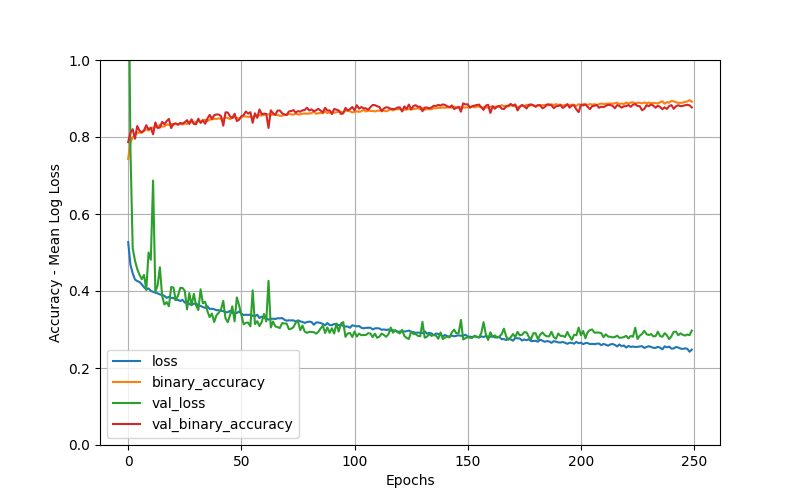 1.0
0.8
0.6
0.4
0.2
0.0
Accuracy - Mean Log Loss
loss
binary_accuracy
val_loss
val_binary_accuracy
0 50 100 150 200 250
Epochs